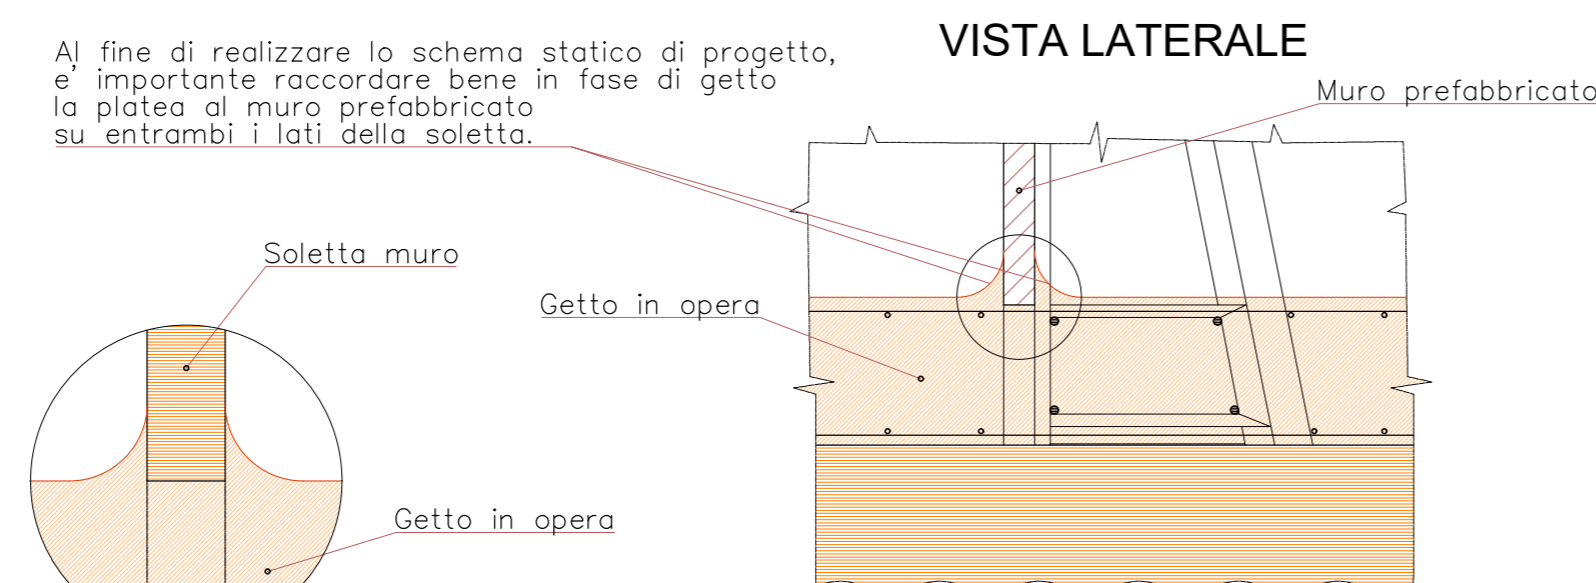 Al fine di realizzare lo schema statico di progetto,
e' importante raccordare bene in fase di getto
la platea al muro prefabbricato
su entrambi i lati della soletta.
VISTA LATERALE
Muro prefabbricato
Soletta muro
Getto in opera
Getto in opera